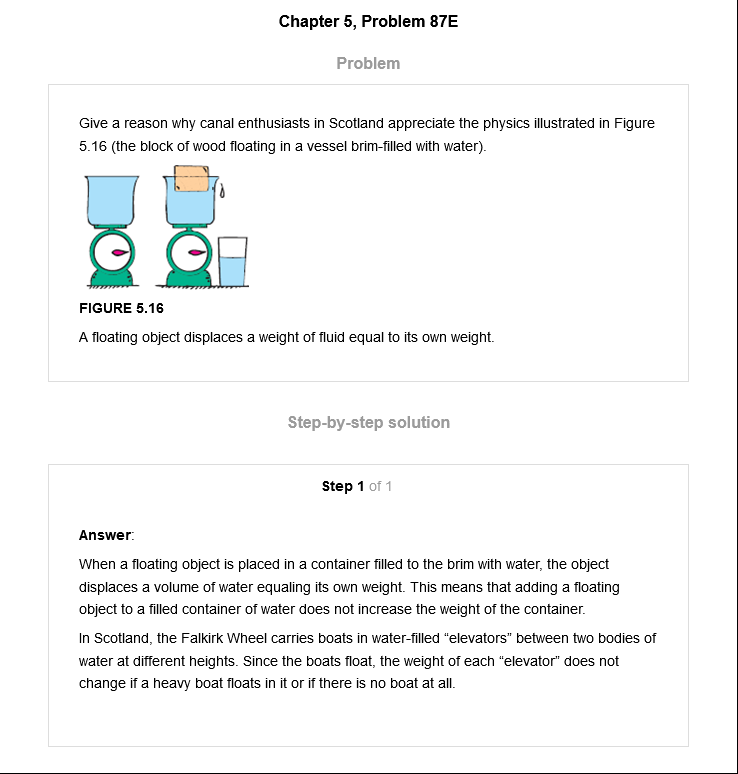 Chapter 5, Problem 87E
Problem
Give a reason why canal enthusiasts in Scotland appreciate the physics illustrated in Figure
5.16 (the block of wood floating in a vessel brim-filled with water).
FIGURE 5.16
A floating object displaces a weight of fluid equal to its own weight.
Step-by-step solution
Step 1 of 1
Answer:
When a floating object is placed in a container filled to the brim with water, the object
displaces a volume of water equaling its own weight. This means that adding a floating
object to a filled container of water does not increase the weight of the container.
In Scotland, the Falkirk Wheel carries boats in water-filled “elevators” between two bodies of
water at different heights. Since the boats float, the weight of each “elevator” does not
change if a heavy boat floats in it or if there is no boat at all.